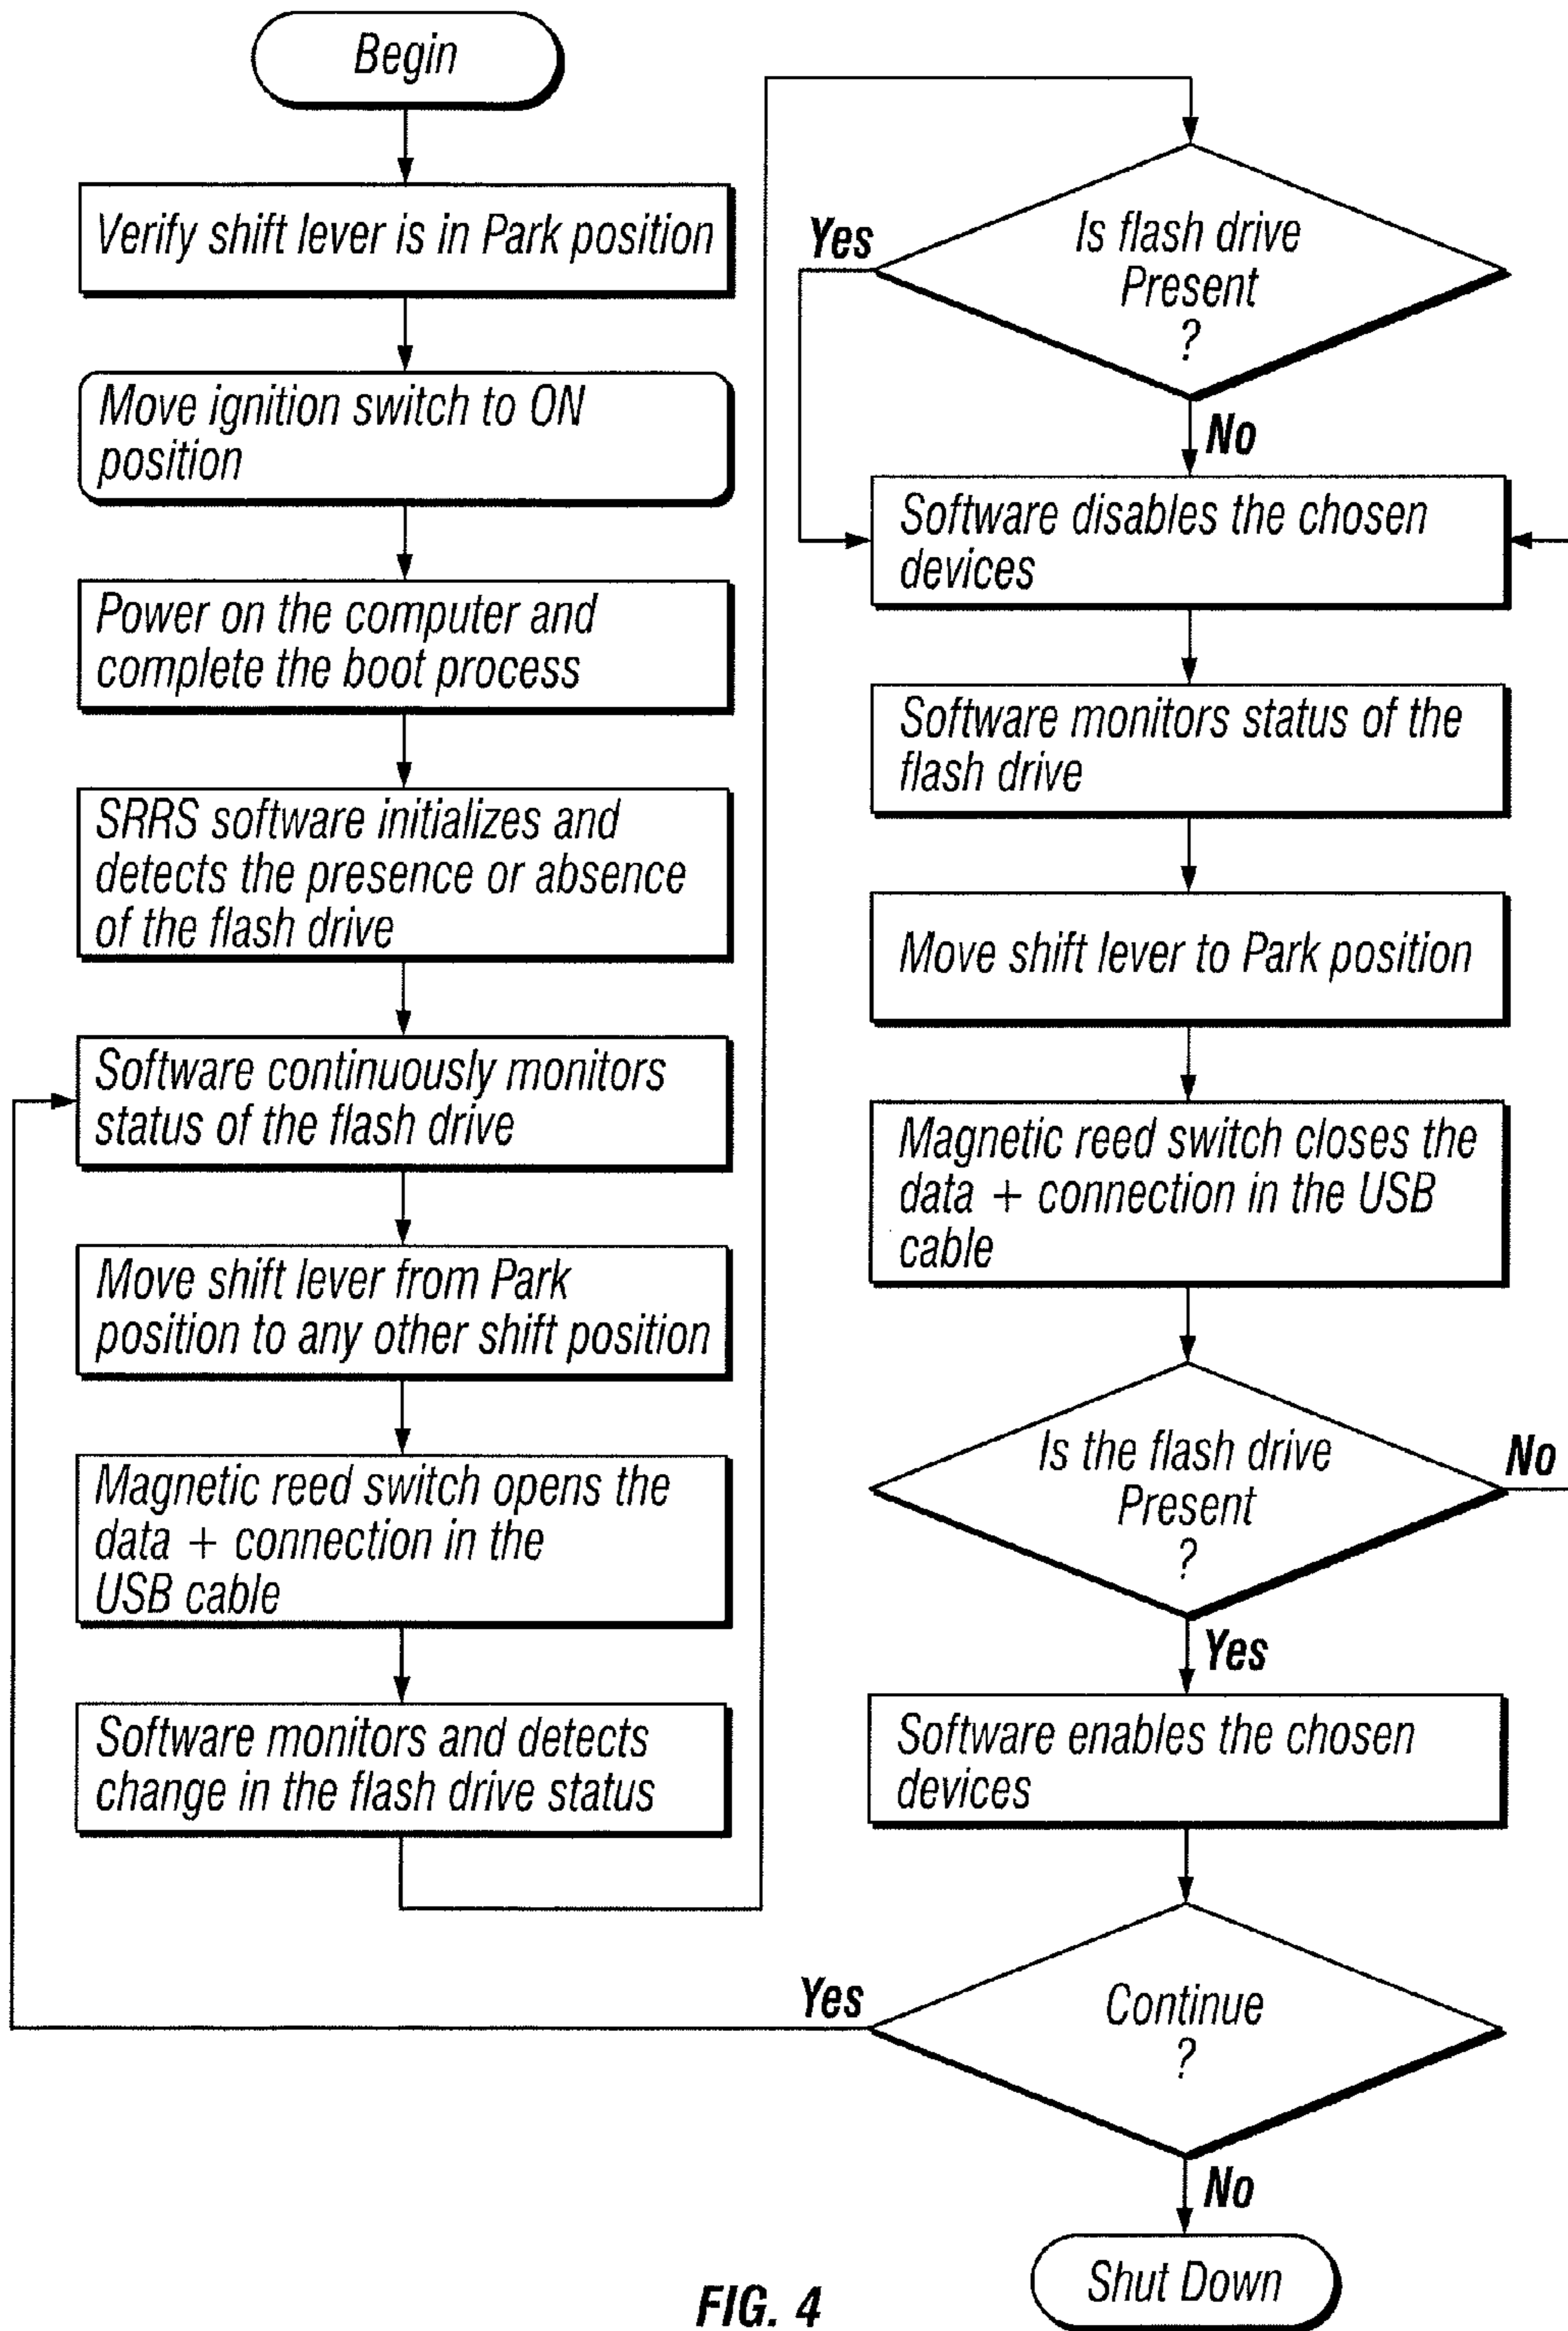 Begin
Verify shift lever is in Park position
Move ignition switch to ON
position
Power on the computer and
complete the boot process
SRRS software initializes and
detects the presence or absence
of the flash drive
Software continuously monitors
status of the flash drive
Move shift lever from Park
position to any other shift position
Magnetic reed switch opens the
data + connection in the
USB cable
Software monitors and detects
change in the flash drive status
Is flash drive
Present
?
Yes
No
Software disables the chosen
devices
Software monitors status of the
flash drive
Move shift lever to Park position
Magnetic reed switch closes the
data + connection in the USB
cable
Is the flash drive
Present
?
No
Yes
Software enables the chosen
devices
Continue
?
Yes
No
Shut Down
FIG. 4